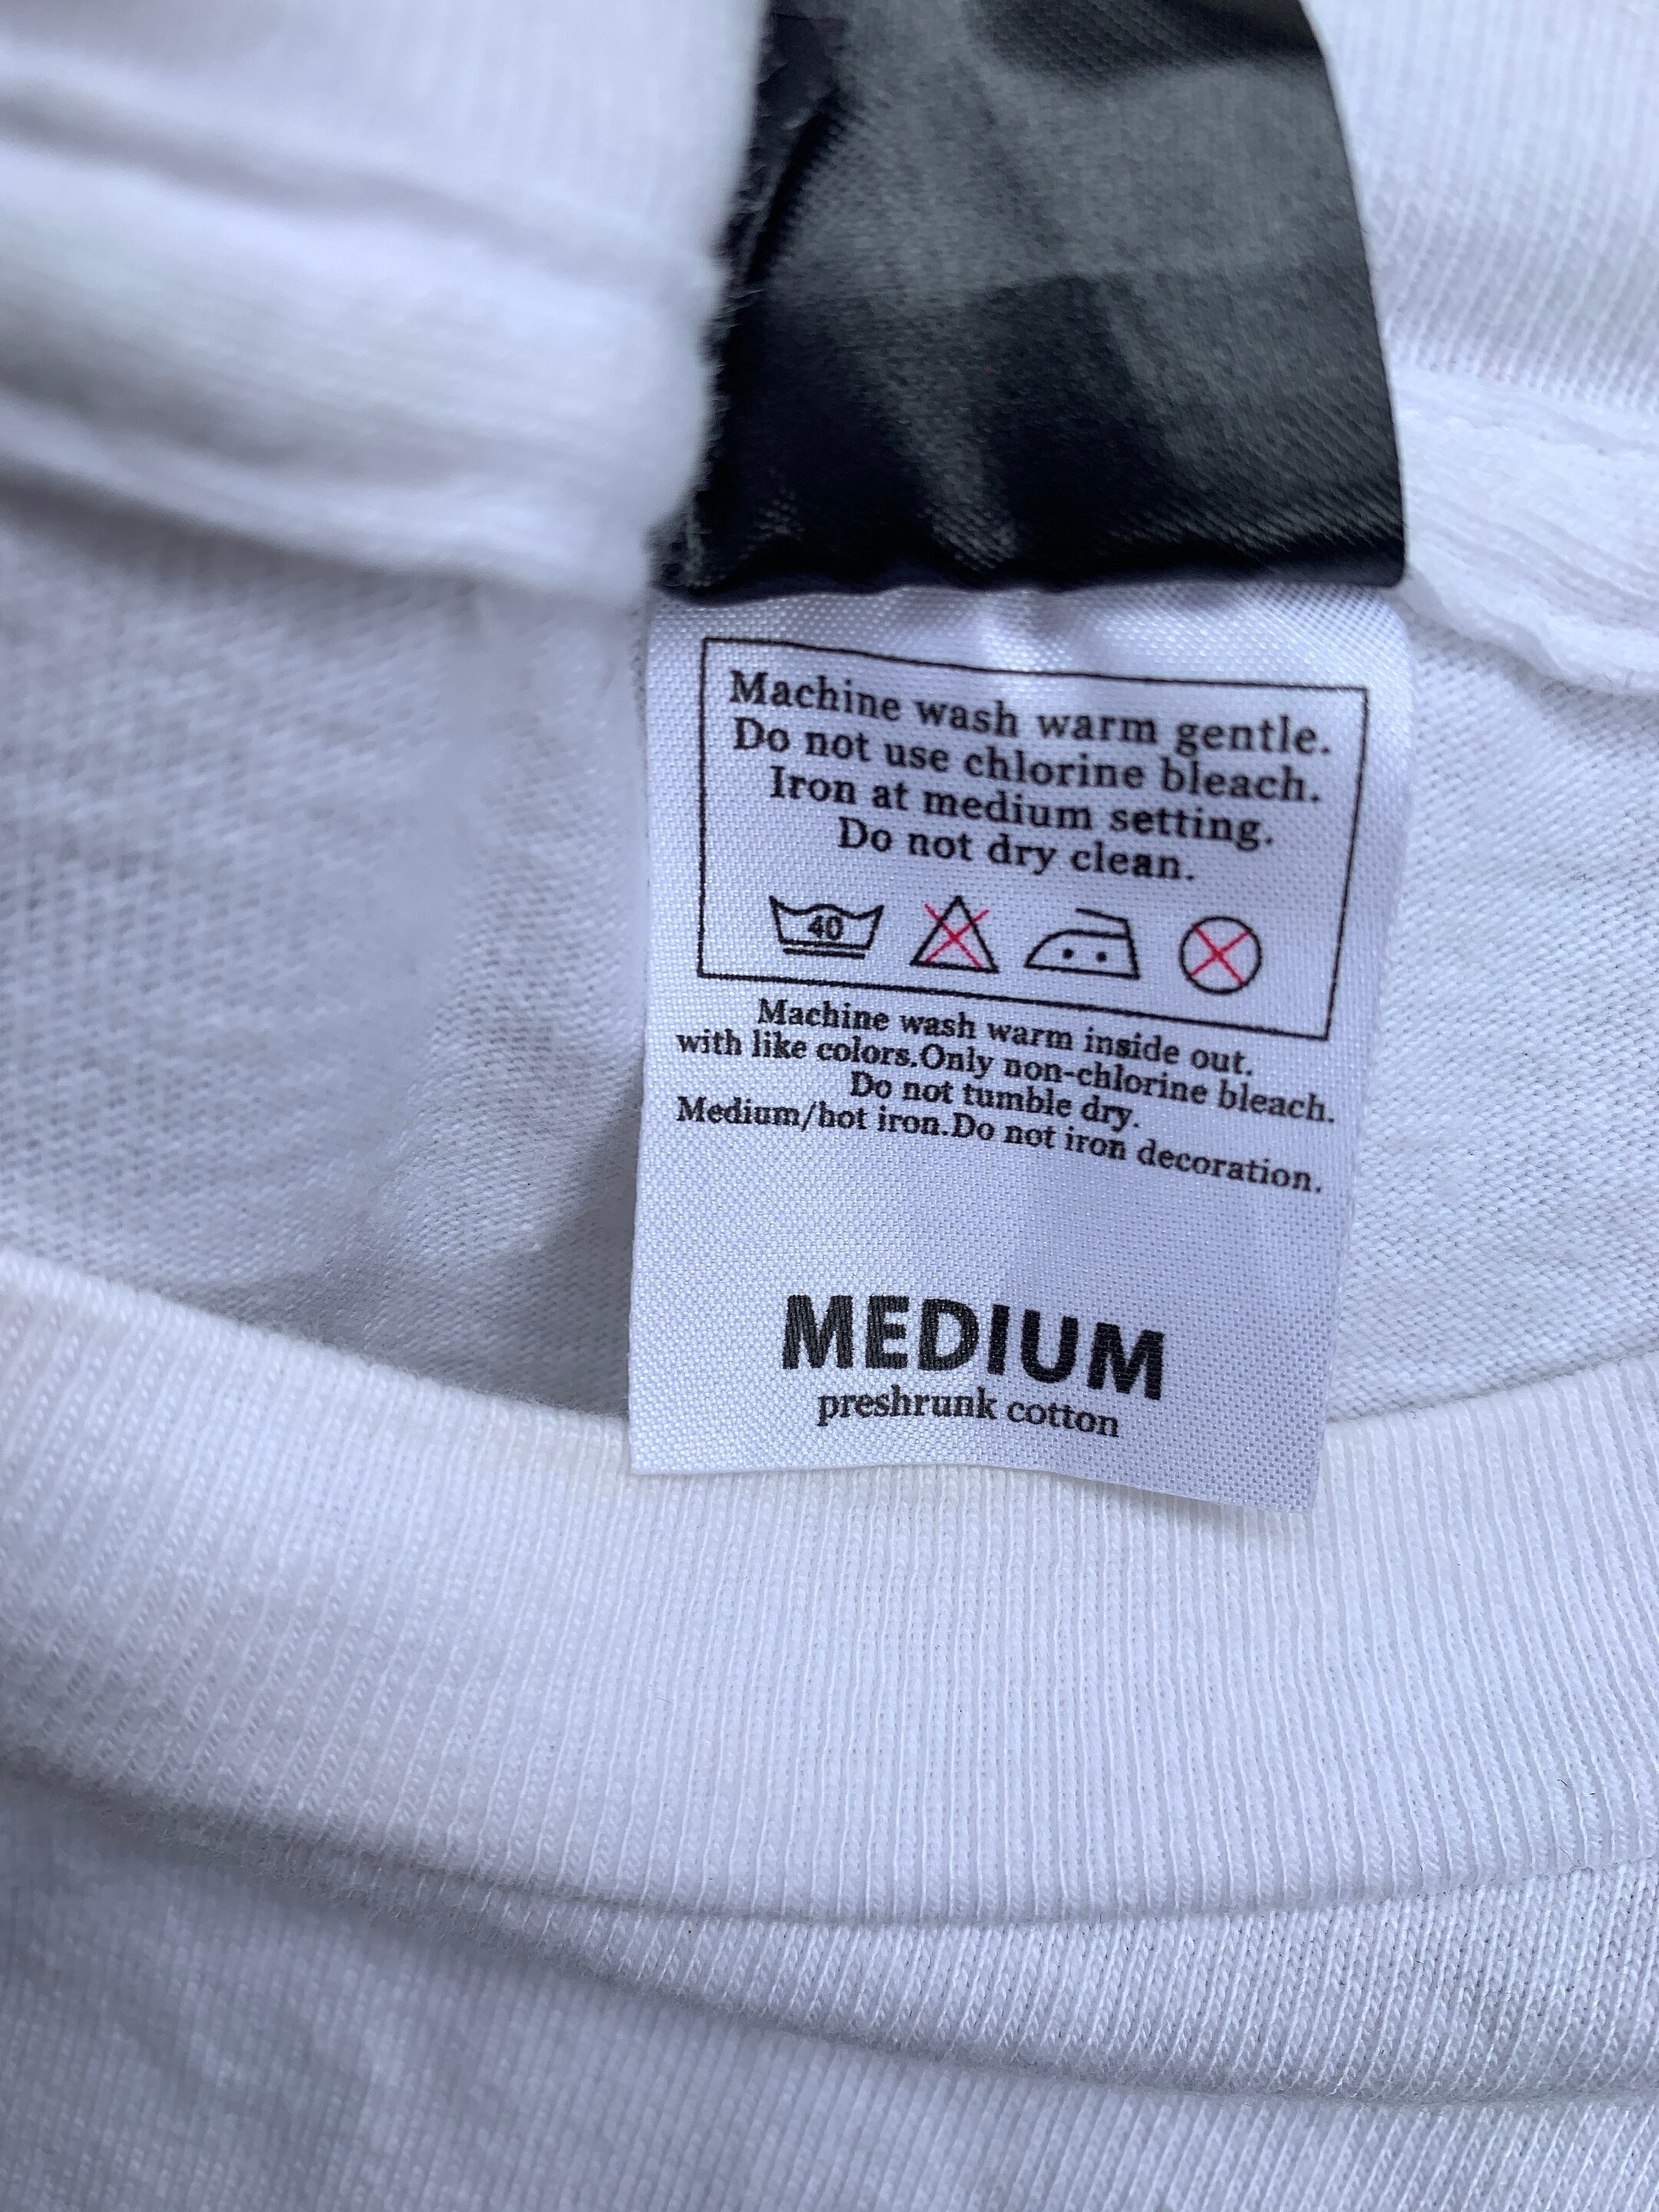 Machine wash warm gentle.
Do not use chlorine bleach.
Iron at medium setting.
Do not dry clean.
40
Machine wash warm inside out.
with like colors.Only non-chlorine bleach.
Do not tumble dry.
Medium/hot iron.Do not iron decoration.
MEDIUM
preshrunk cotton